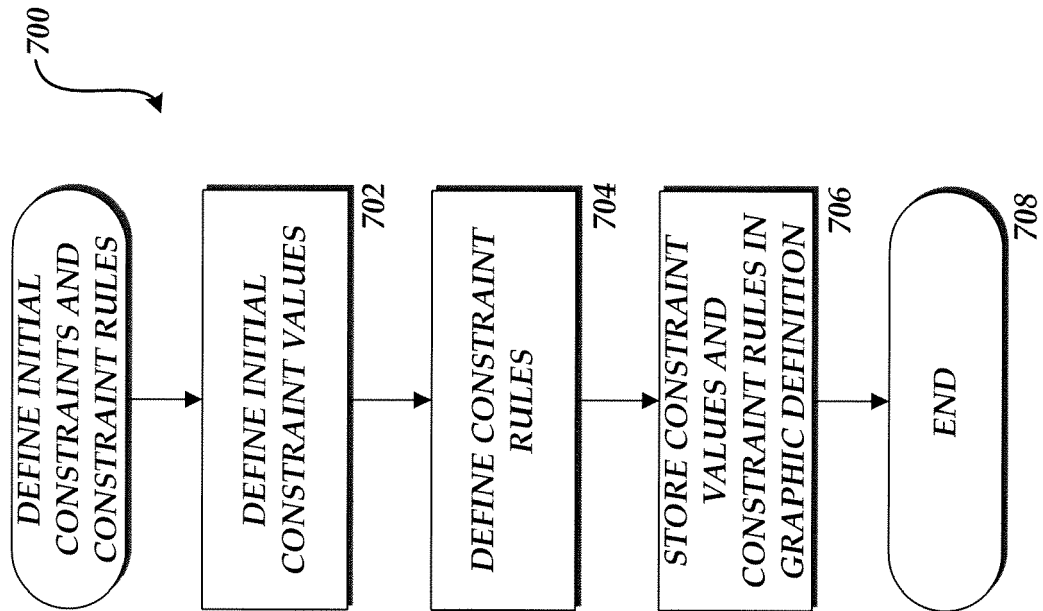 700
DEFINE INITIAL
CONSTRAINTS AND
CONSTRAINT RULES
DEFINE INITIAL
CONSTRAINT VALUES
702
DEFINE CONSTRAINT
RULES
704
STORE CONSTRAINT
VALUES AND
CONSTRAINT RULES IN
GRAPHIC DEFINITION
706
END
708